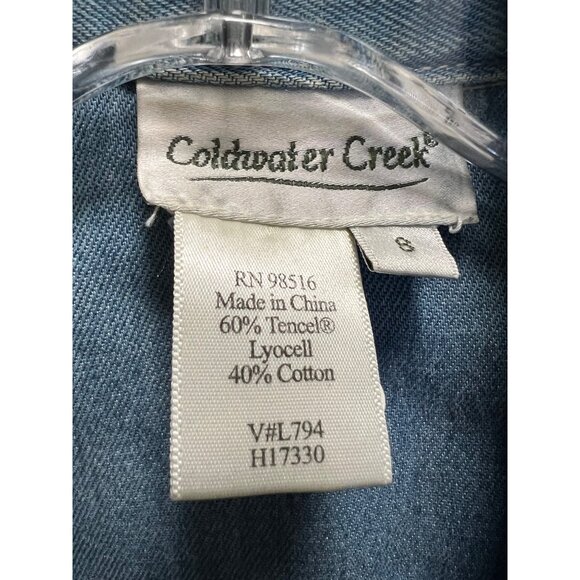 Coldwater Creek®
8
RN 98516
Made in China
60% Tencel®
Lyocell
40% Cotton
V#L794
H17330